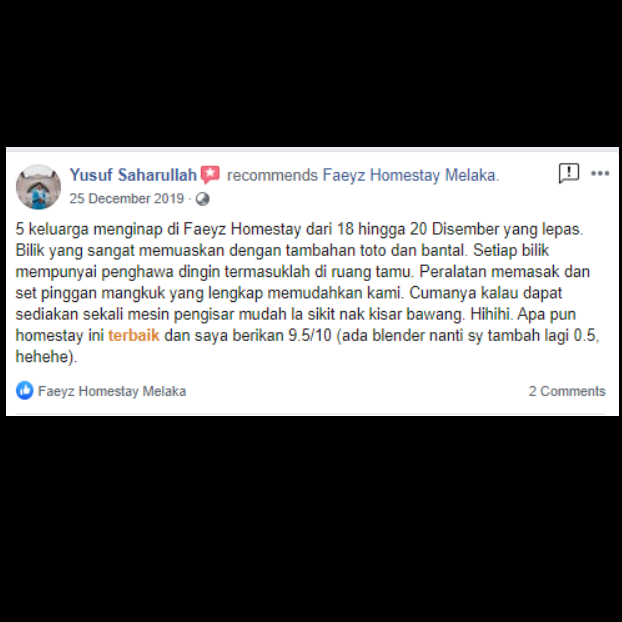 Yusuf Saharullah recommends Faeyz Homestay Melaka.
25 December 2019 ·
5 keluarga menginap di Faeyz Homestay dari 18 hingga 20 Disember yang lepas.
Bilik yang sangat memuaskan dengan tambahan toto dan bantal. Setiap bilik
mempunyai penghawa dingin termasuklah di ruang tamu. Peralatan memasak dan
set pinggan mangkuk yang lengkap memudahkan kami. Cumanya kalau dapat
sediakan sekali mesin pengisar mudah la sikit nak kisar bawang. Hihihi. Apa pun
homestay ini terbaik dan saya berikan 9.5/10 (ada blender nanti sy tambah lagi 0.5,
hehehe).
Faeyz Homestay Melaka 2 Comments